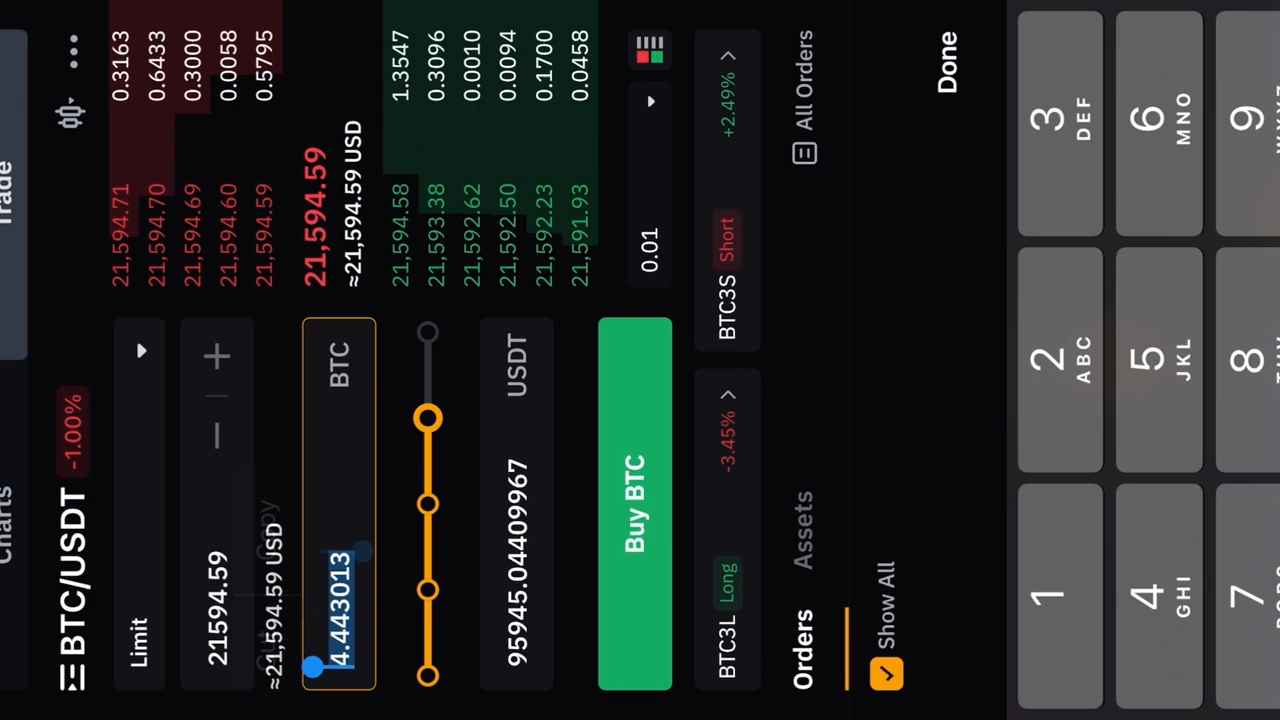 Charts
Trade
BTC/USDT -1.00%
Limit
21594.59
≈21,594.59 USD
Cut
Copy
4.443013 BTC
95945.04409967 USDT
Buy BTC
21,594.71 0.3163
21,594.70 0.6433
21,594.69 0.3000
21,594.60 0.0058
21,594.59 0.5795
21,594.59
≈21,594.59 USD
21,594.58 1.3547
21,593.38 0.3096
21,592.62 0.0010
21,592.50 0.0094
21,592.23 0.1700
21,591.93 0.0458
0.01
BTC3L Long -3.45% >
BTC3S Short +2.49% >
Orders Assets All Orders
Show All
Done
1 2 3
ABC DEF
4 5 6
GHI JKL MNO
7 8 9